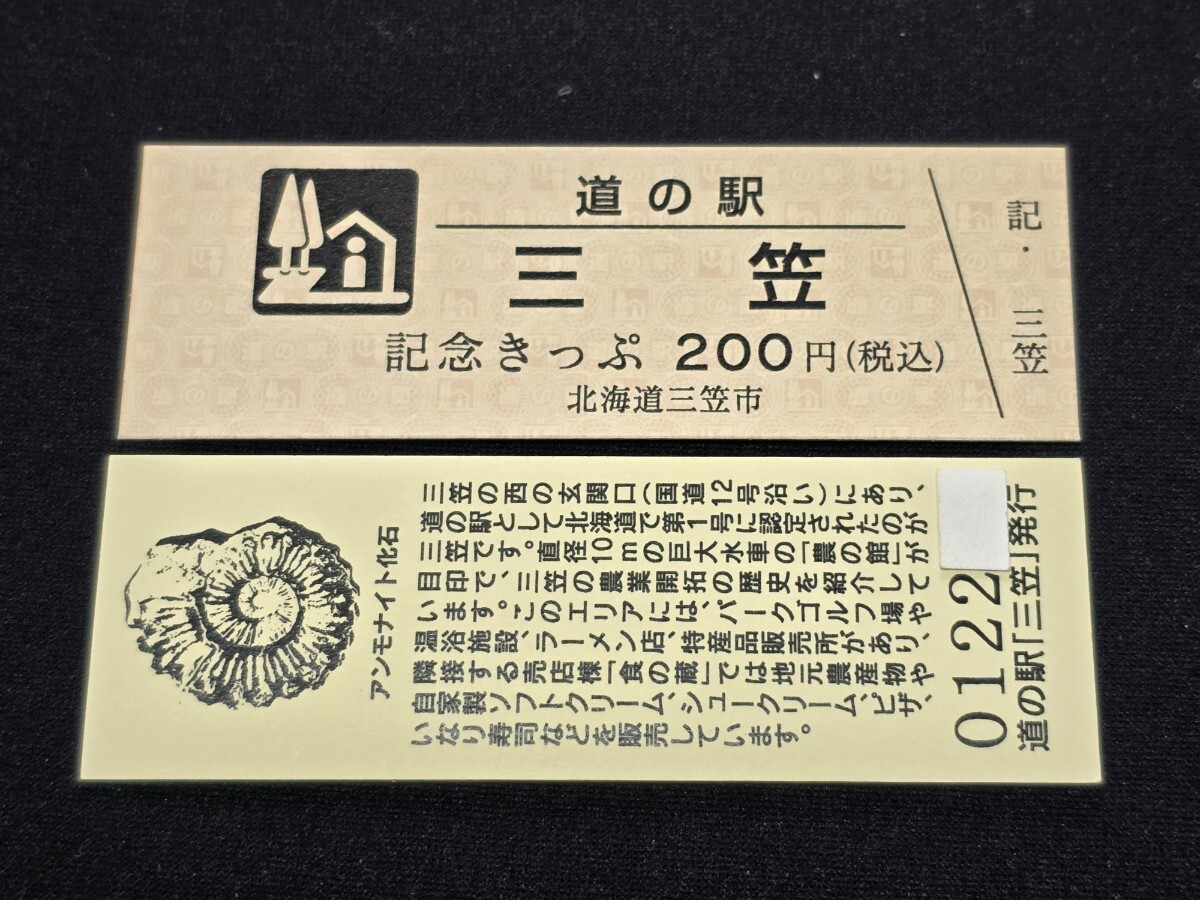 道の駅
三笠
記念きっぷ 200円(税込)
北海道三笠市
記・三笠
アンモナイト化石
三笠の西の玄関口(国道12号沿い)にあり、
道の駅として北海道で第1号に認定されたのが
三笠です。直径10mの巨大水車の「農の館」が
目印で、三笠の農業開拓の歴史を紹介して
います。このエリアには、パークゴルフ場や
温浴施設、ラーメン店、特産品販売所があり、
隣接する売店棟「食の蔵」では地元農産物や
自家製ソフトクリーム、シュークリーム、ピザ、
いなり寿司などを販売しています。
0122
道の駅「三笠」発行